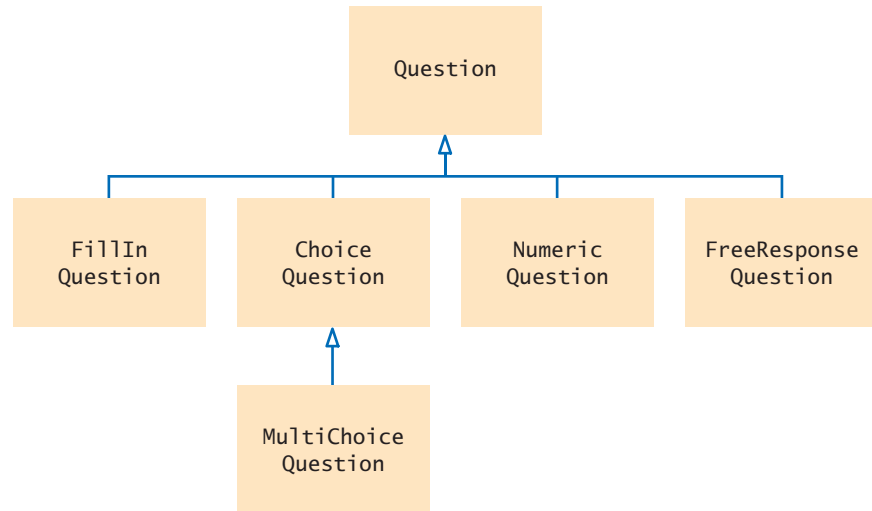 Question
FillIn
Question
Choice
Question
Numeric
Question
FreeResponse
Question
MultiChoice
Question